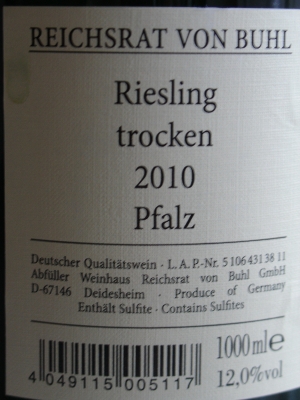 REICHSRAT VON BUHL
Riesling
trocken
2010
Pfalz
Deutscher Qualitätswein · L. A. P.-Nr. 5 106 431 38 11
Abfüller Weinhaus Reichsrat von Buhl GmbH
D-67146 Deidesheim · Produce of Germany
Enthält Sulfite · Contains Sulfites
1000 ml e
12,0% vol
4 049115 005117